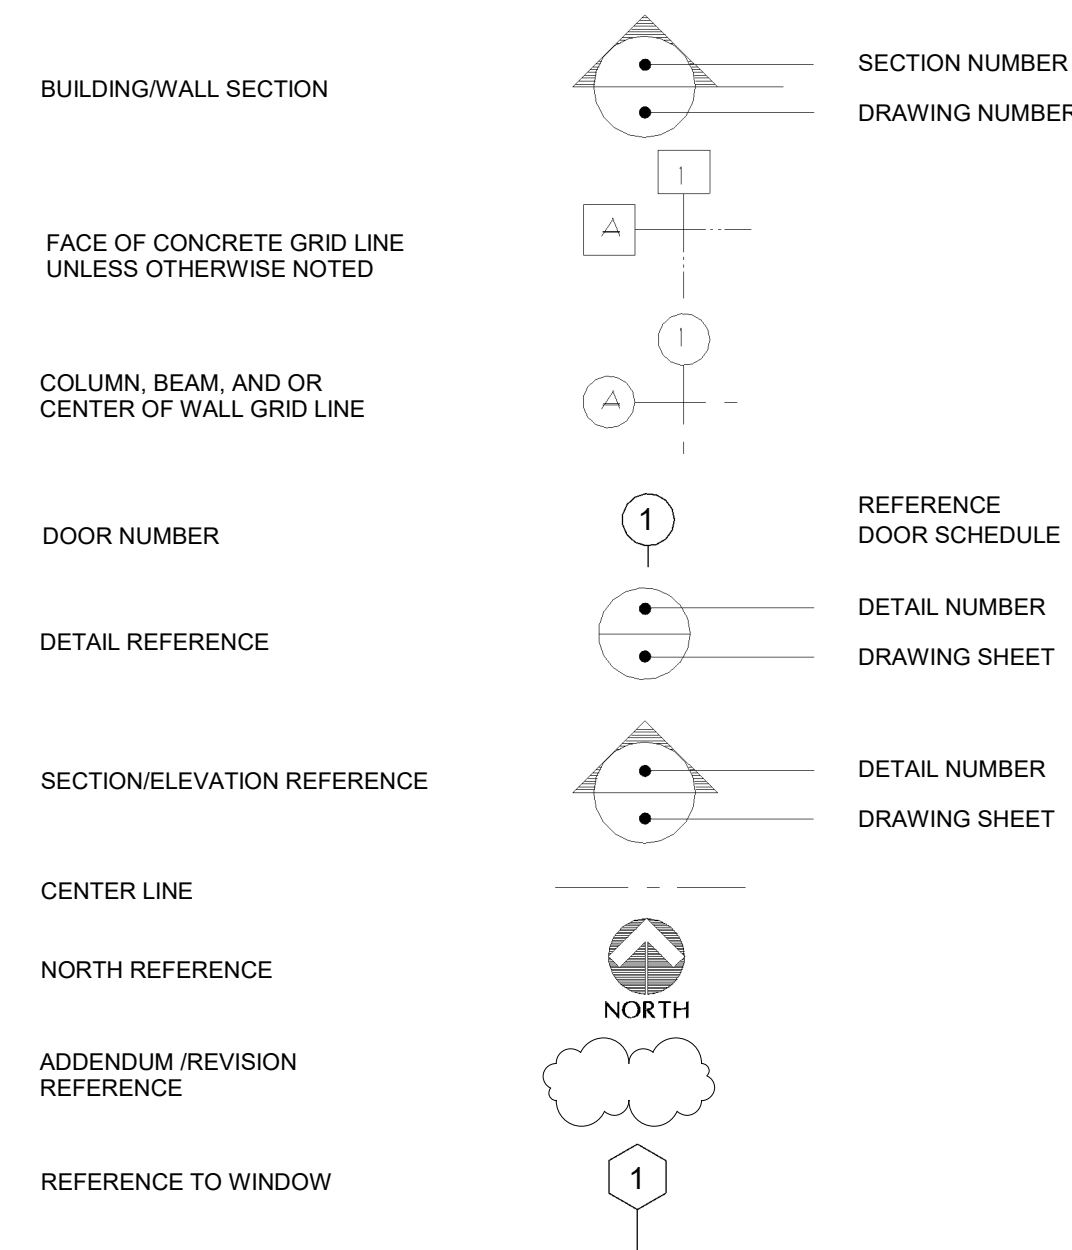 BUILDING/WALL SECTION
SECTION NUMBER
DRAWING NUMBER
1
A
FACE OF CONCRETE GRID LINE
UNLESS OTHERWISE NOTED
1
COLUMN, BEAM, AND OR
CENTER OF WALL GRID LINE
A
DOOR NUMBER
1
REFERENCE
DOOR SCHEDULE
DETAIL REFERENCE
DETAIL NUMBER
DRAWING SHEET
SECTION/ELEVATION REFERENCE
DETAIL NUMBER
DRAWING SHEET
CENTER LINE
NORTH REFERENCE
NORTH
ADDENDUM /REVISION
REFERENCE
REFERENCE TO WINDOW
1